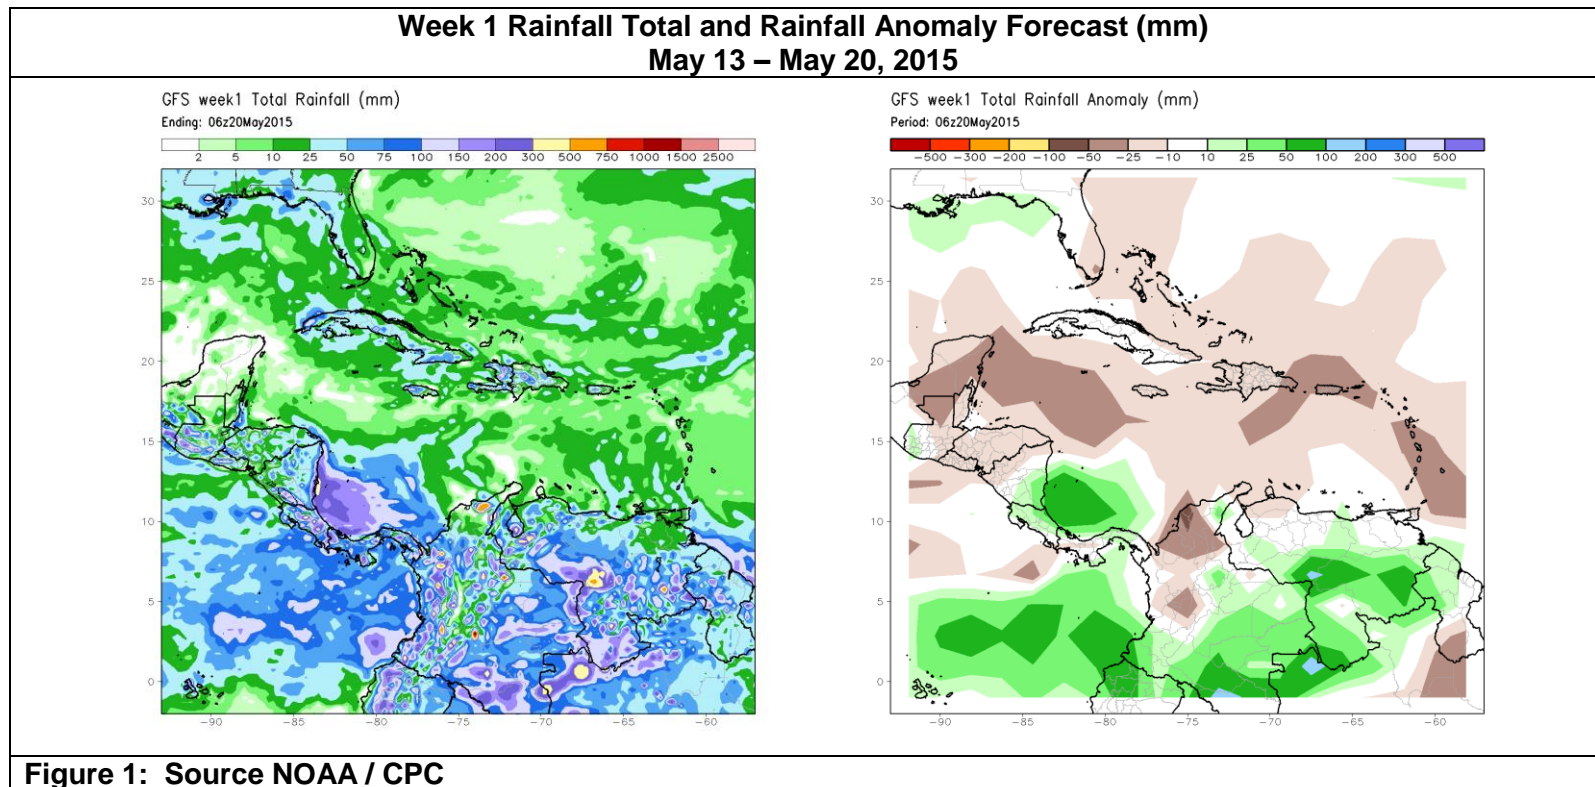 Week 1 Rainfall Total and Rainfall Anomaly Forecast (mm)
May 13 – May 20, 2015
GFS week1 Total Rainfall (mm)
Ending: 06z20May2015
2 5 10 25 50 75 100 150 200 300 500 750 1000 1500 2500
30
25
20
15
10
5
0
−90 −85 −80 −75 −70 −65 −60
GFS week1 Total Rainfall Anomaly (mm)
Period: 06z20May2015
−500 −300 −200 −100 −50 −25 −10 10 25 50 100 200 300 500
30
25
20
15
10
5
0
−90 −85 −80 −75 −70 −65 −60
Figure 1: Source NOAA / CPC